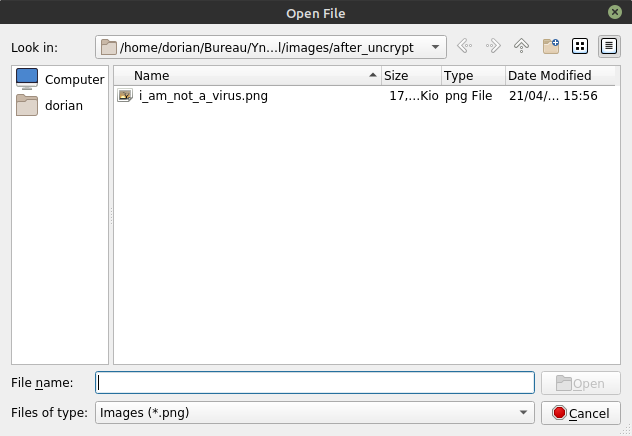 Open File
Look in: /home/dorian/Bureau/Yn...l/images/after_uncrypt
Computer
dorian
Name Size Type Date Modified
i_am_not_a_virus.png 17,...Kio png File 21/04/... 15:56
File name: Open
Files of type: Images (*.png) Cancel